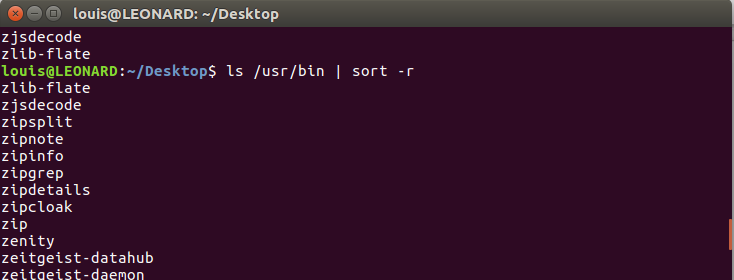 louis@LEONARD: ~/Desktop
zjsdecode
zlib-flate
louis@LEONARD:~/Desktop$ ls /usr/bin | sort -r
zlib-flate
zjsdecode
zipsplit
zipnote
zipinfo
zipgrep
zipdetails
zipcloak
zip
zenity
zeitgeist-datahub
zeitgeist-daemon